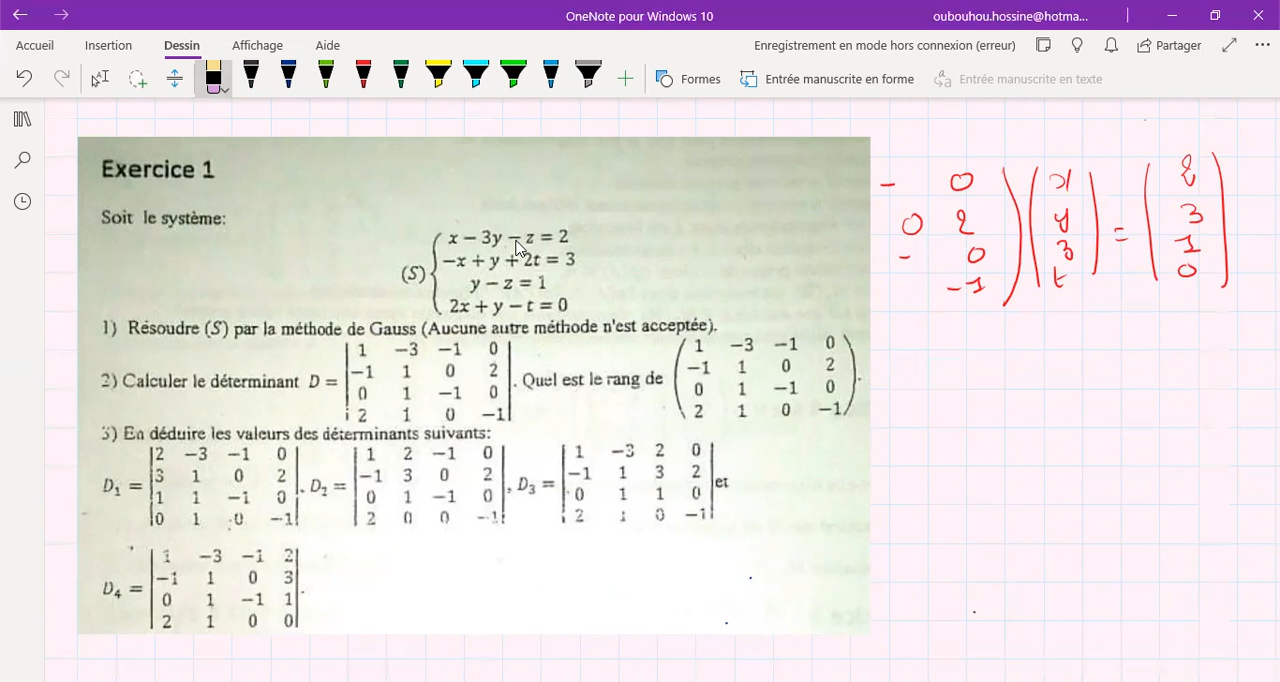 OneNote pour Windows 10
oubouhou.hossine@hotma...
Accueil Insertion Dessin Affichage Aide
Enregistrement en mode hors connexion (erreur) Partager
Formes Entrée manuscrite en forme Entrée manuscrite en texte
Exercice 1
Soit le système:
x − 3y − z = 2
−x + y + 2t = 3
(S)
y − z = 1
2x + y − t = 0
1) Résoudre (S) par la méthode de Gauss (Aucune autre méthode n'est acceptée).
2) Calculer le déterminant D = | 1 −3 −1 0 | . Quel est le rang de ( 1 −3 −1 0 ) .
| −1 1 0 2 | ( −1 1 0 2 )
| 0 1 −1 0 | ( 0 1 −1 0 )
| 2 1 0 −1 | ( 2 1 0 −1 )
3) En déduire les valeurs des déterminants suivants:
D₁ = | 2 −3 −1 0 | , D₂ = | 1 2 −1 0 | , D₃ = | 1 −3 2 0 | et
| 3 1 0 2 | | −1 3 0 2 | | −1 1 3 2 |
| 1 1 −1 0 | | 0 1 −1 0 | | 0 1 1 0 |
| 0 1 0 −1 | | 2 0 0 −1 | | 2 1 0 −1 |
D₄ = | 1 −3 −1 2 | .
| −1 1 0 3 |
| 0 1 −1 1 |
| 2 1 0 0 |
- 0 ) ( x ) = ( 2 )
0 2 ) ( y ) ( 3 )
- 0 ) ( z ) ( 1 )
-1 ) ( t ) ( 0 )